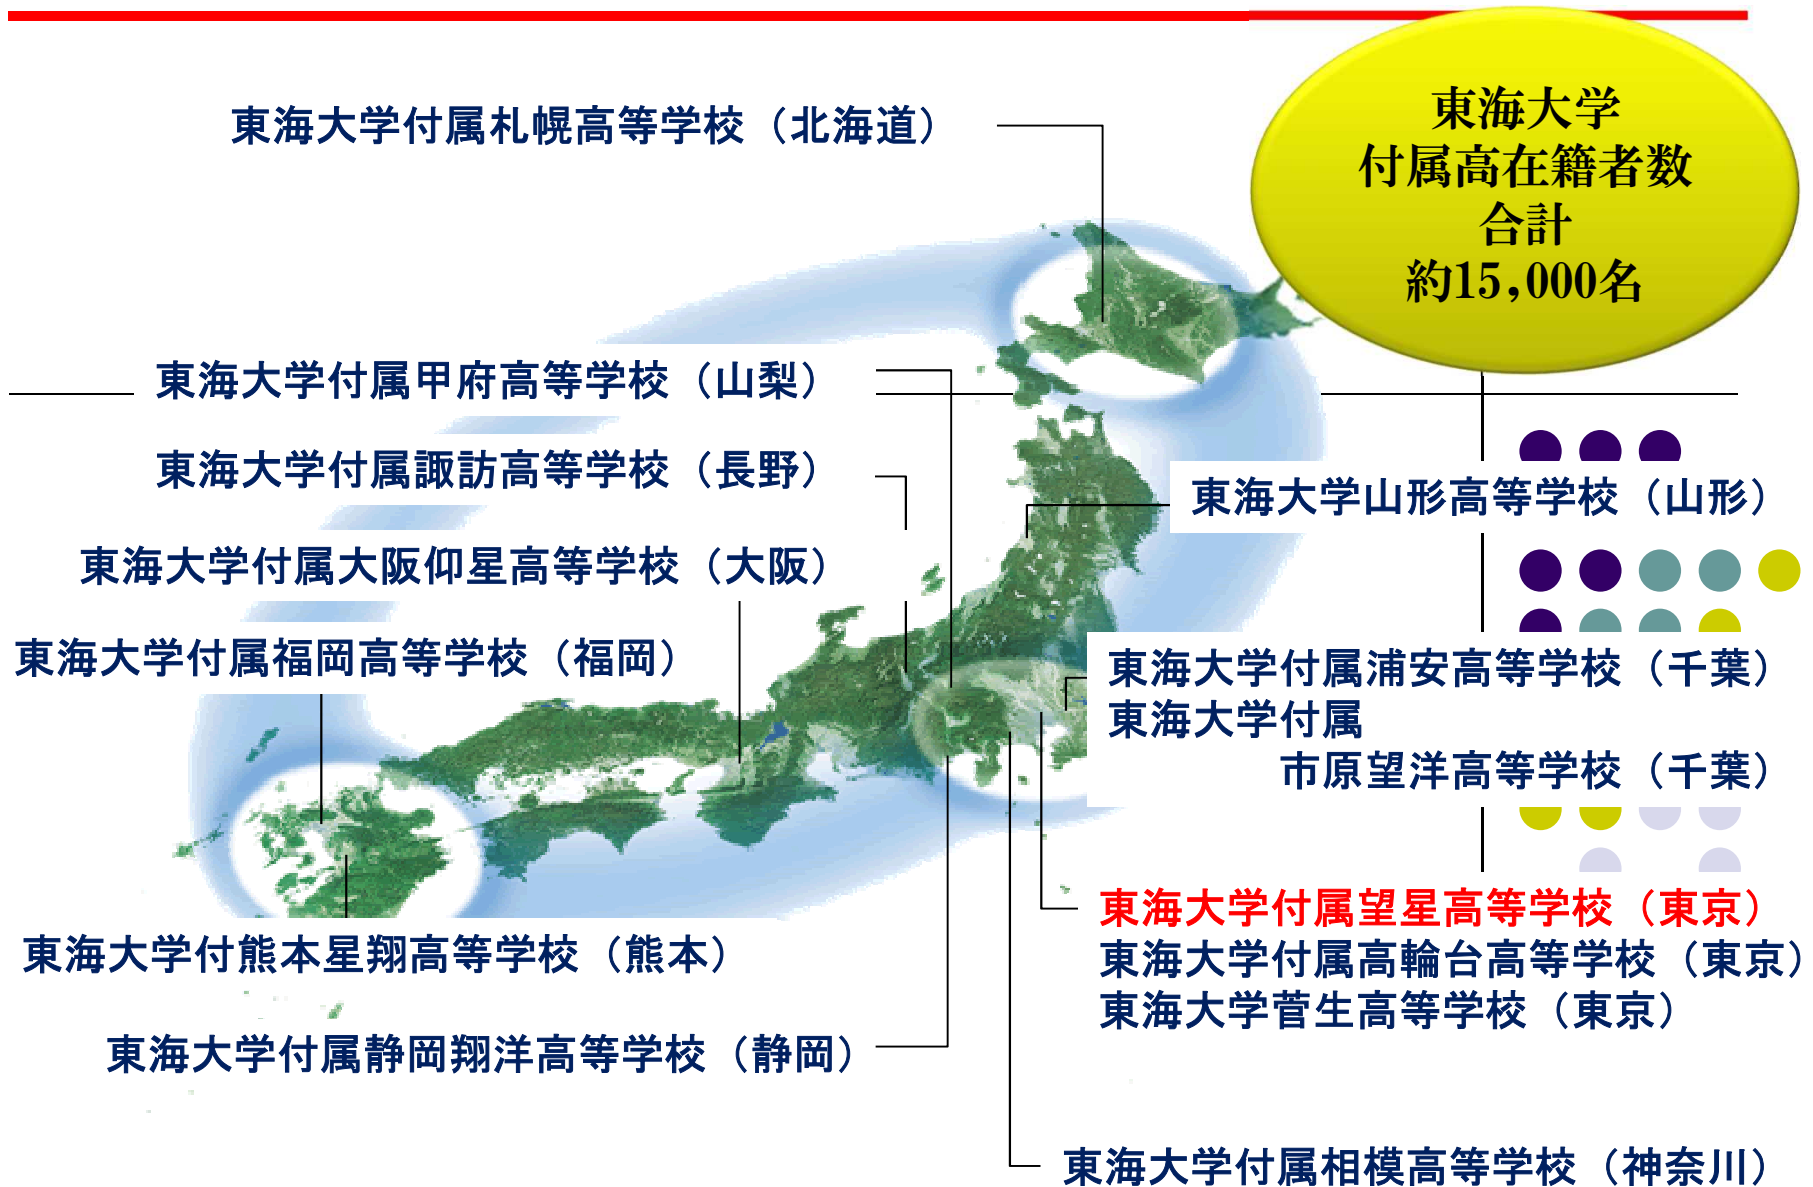 東海大学付属札幌高等学校（北海道）
東海大学
付属高在籍者数
合計
約15,000名
東海大学付属甲府高等学校（山梨）
東海大学付属諏訪高等学校（長野）
東海大学山形高等学校（山形）
東海大学付属大阪仰星高等学校（大阪）
東海大学付属福岡高等学校（福岡）
東海大学付属浦安高等学校（千葉）
東海大学付属
市原望洋高等学校（千葉）
東海大学付属望星高等学校（東京）
東海大学付属高輪台高等学校（東京）
東海大学菅生高等学校（東京）
東海大学付熊本星翔高等学校（熊本）
東海大学付属静岡翔洋高等学校（静岡）
東海大学付属相模高等学校（神奈川）